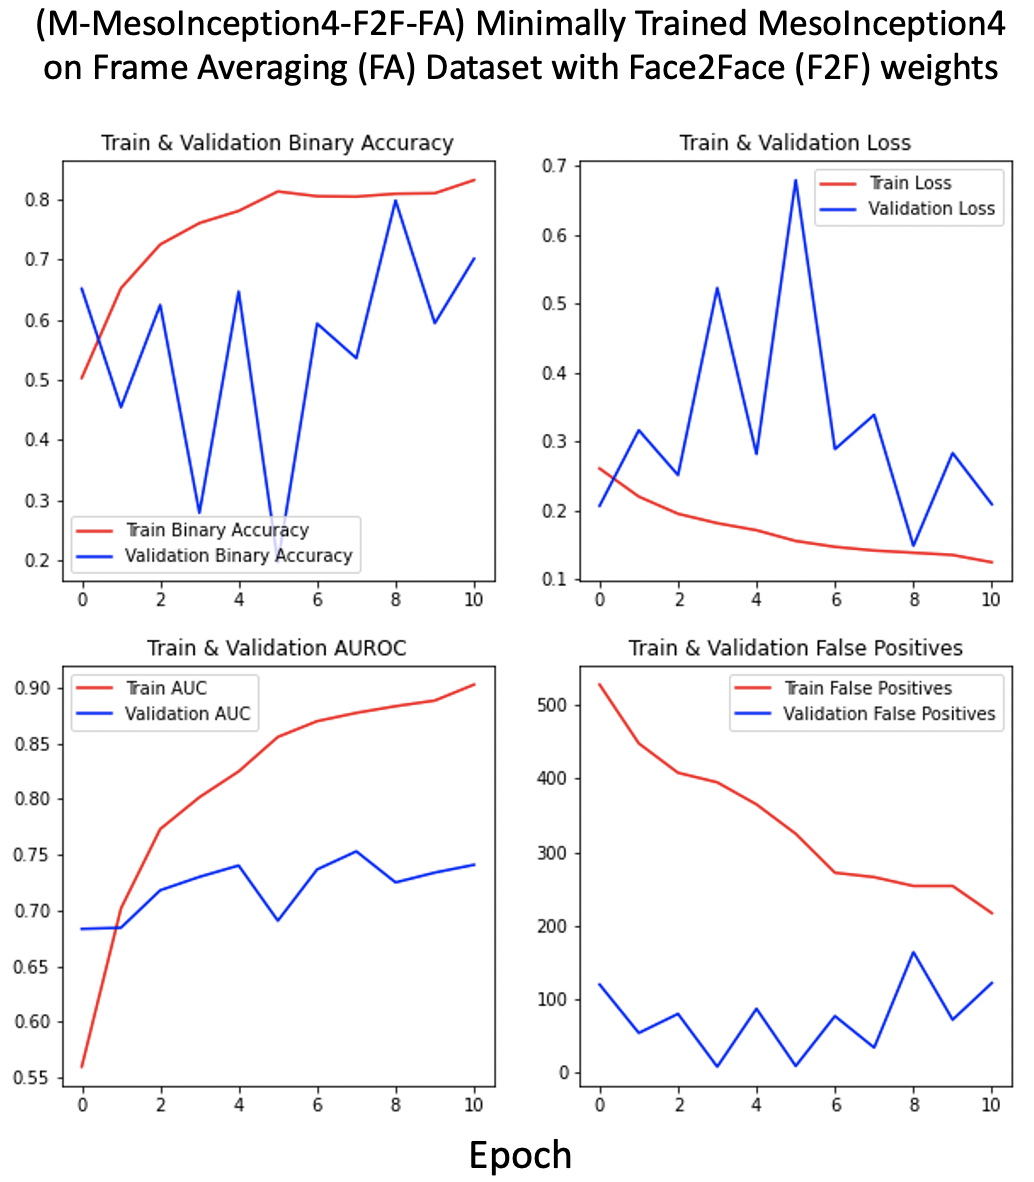 (M-MesoInception4-F2F-FA) Minimally Trained MesoInception4
on Frame Averaging (FA) Dataset with Face2Face (F2F) weights
Train & Validation Binary Accuracy
0.8
0.7
0.6
0.5
0.4
0.3
0.2
Train Binary Accuracy
Validation Binary Accuracy
0 2 4 6 8 10
Train & Validation Loss
0.7
0.6
0.5
0.4
0.3
0.2
0.1
Train Loss
Validation Loss
0 2 4 6 8 10
Train & Validation AUROC
0.90
0.85
0.80
0.75
0.70
0.65
0.60
0.55
Train AUC
Validation AUC
0 2 4 6 8 10
Train & Validation False Positives
500
400
300
200
100
0
Train False Positives
Validation False Positives
0 2 4 6 8 10
Epoch